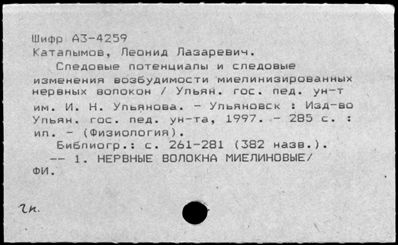 Шифр А3-4259
Каталымов, Леонид Лазаревич.
Следовые потенциалы и следовые
изменения возбудимости миелинизированных
нервных волокон / Ульян. гос. пед. ун-т
им. И. Н. Ульянова. - Ульяновск : Изд-во
Ульян. гос. пед. ун-та, 1997. - 285 с. :
ил. - (Физиология).
Библиогр.: с. 261-281 (382 назв.).
-- 1. НЕРВНЫЕ ВОЛОКНА МИЕЛИНОВЫЕ/
ФИ.